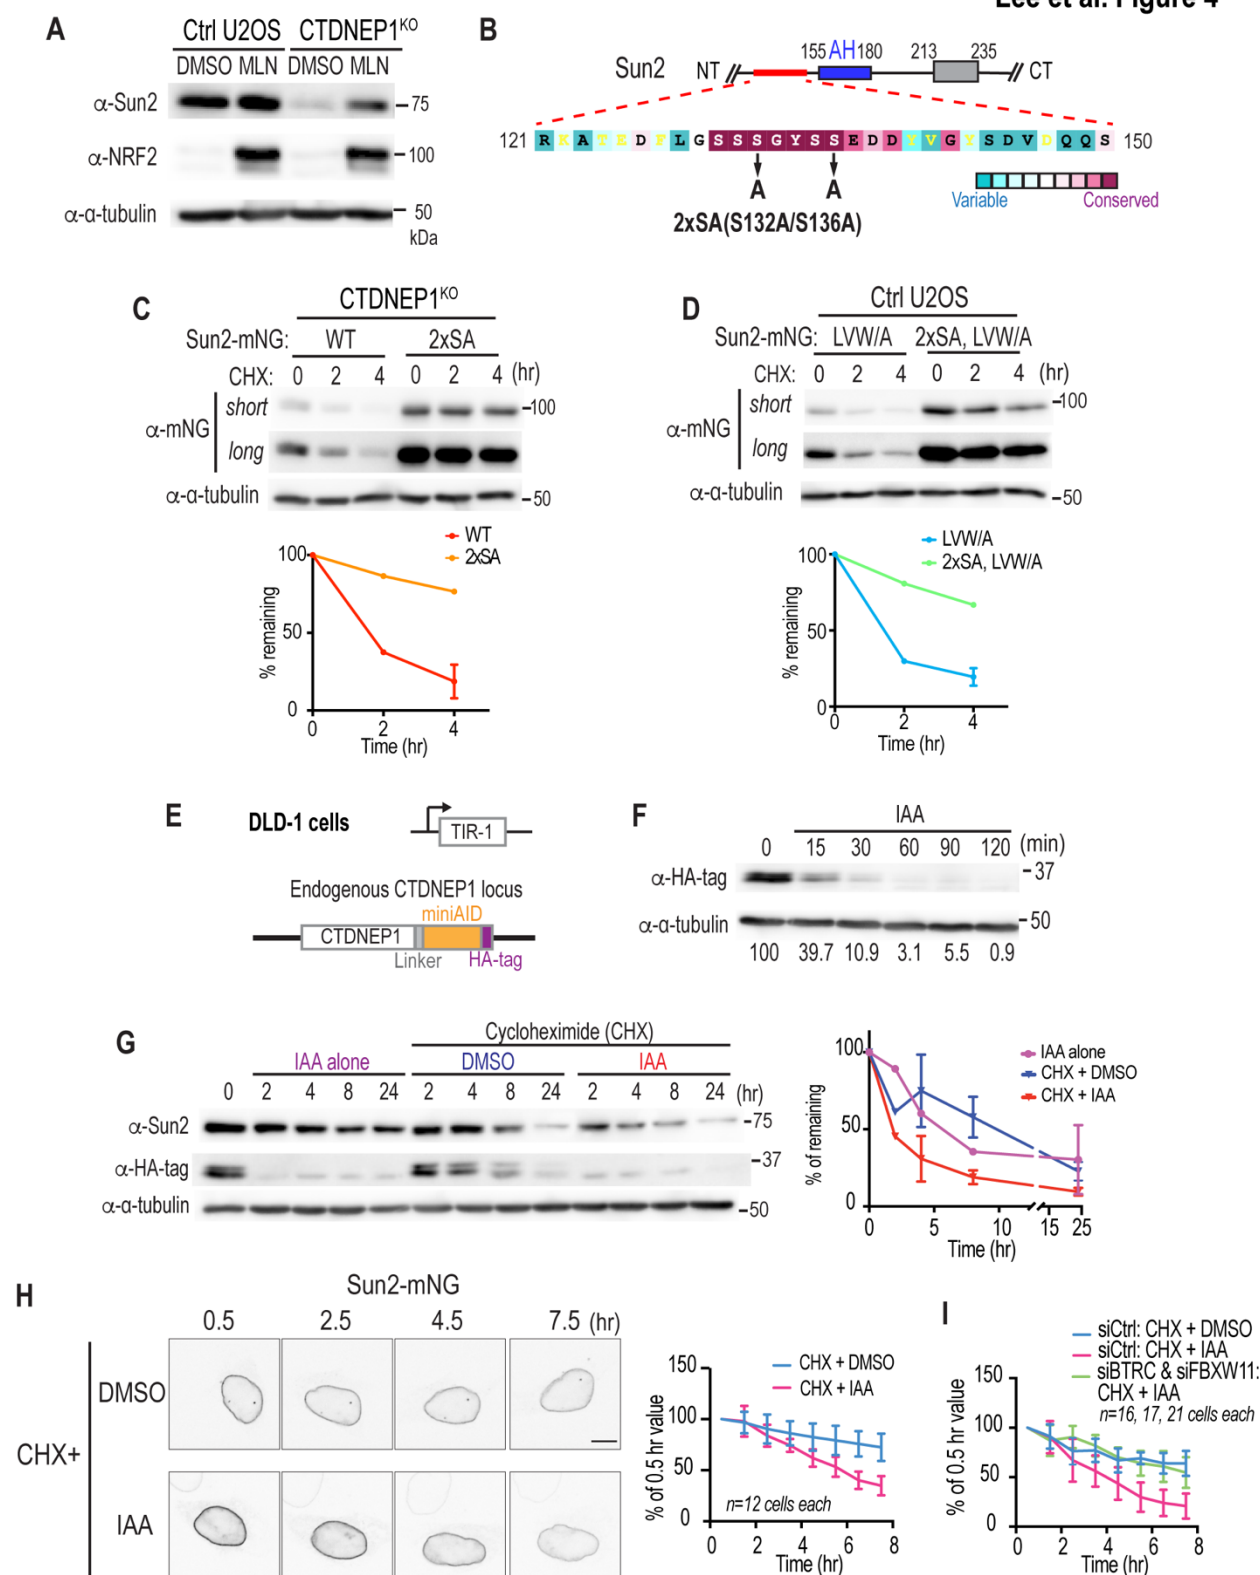 Lee et al. Figure 4
A
Ctrl U2OS CTDNEP1KO
DMSO MLN DMSO MLN
α-Sun2 75
α-NRF2 100
α-α-tubulin 50
kDa
B
155 AH 180 213 235
Sun2 NT CT
121 R K A T E D F L G S S S G Y S S E D D Y V G Y S D V D Q Q S 150
A A
Variable Conserved
2xSA(S132A/S136A)
C
CTDNEP1KO
Sun2-mNG: WT 2xSA
CHX: 0 2 4 0 2 4 (hr)
α-mNG short long
100
α-α-tubulin 50
WT
2xSA
% remaining
100
50
0
0 2 4
Time (hr)
D
Ctrl U2OS
Sun2-mNG: LVW/A 2xSA, LVW/A
CHX: 0 2 4 0 2 4 (hr)
α-mNG short long
100
α-α-tubulin 50
LVW/A
2xSA, LVW/A
% remaining
100
50
0
0 2 4
Time (hr)
E
DLD-1 cells
TIR-1
Endogenous CTDNEP1 locus
miniAID
CTDNEP1
Linker HA-tag
F
IAA
0 15 30 60 90 120 (min)
α-HA-tag 37
α-α-tubulin 50
100 39.7 10.9 3.1 5.5 0.9
G
Cycloheximide (CHX)
IAA alone DMSO IAA
0 2 4 8 24 2 4 8 24 2 4 8 24 (hr)
α-Sun2 75
α-HA-tag 37
α-α-tubulin 50
IAA alone
CHX + DMSO
CHX + IAA
% of remaining
100
50
0
0 5 10 15 25
Time (hr)
H
Sun2-mNG
0.5 2.5 4.5 7.5 (hr)
CHX+
DMSO
IAA
CHX + DMSO
CHX + IAA
% of 0.5 hr value
150
100
50
0
n=12 cells each
0 2 4 6 8
Time (hr)
I
siCtrl: CHX + DMSO
siCtrl: CHX + IAA
siBTRC & siFBXW11:
CHX + IAA
n=16, 17, 21 cells each
% of 0.5 hr value
150
100
50
0
0 2 4 6 8
Time (hr)